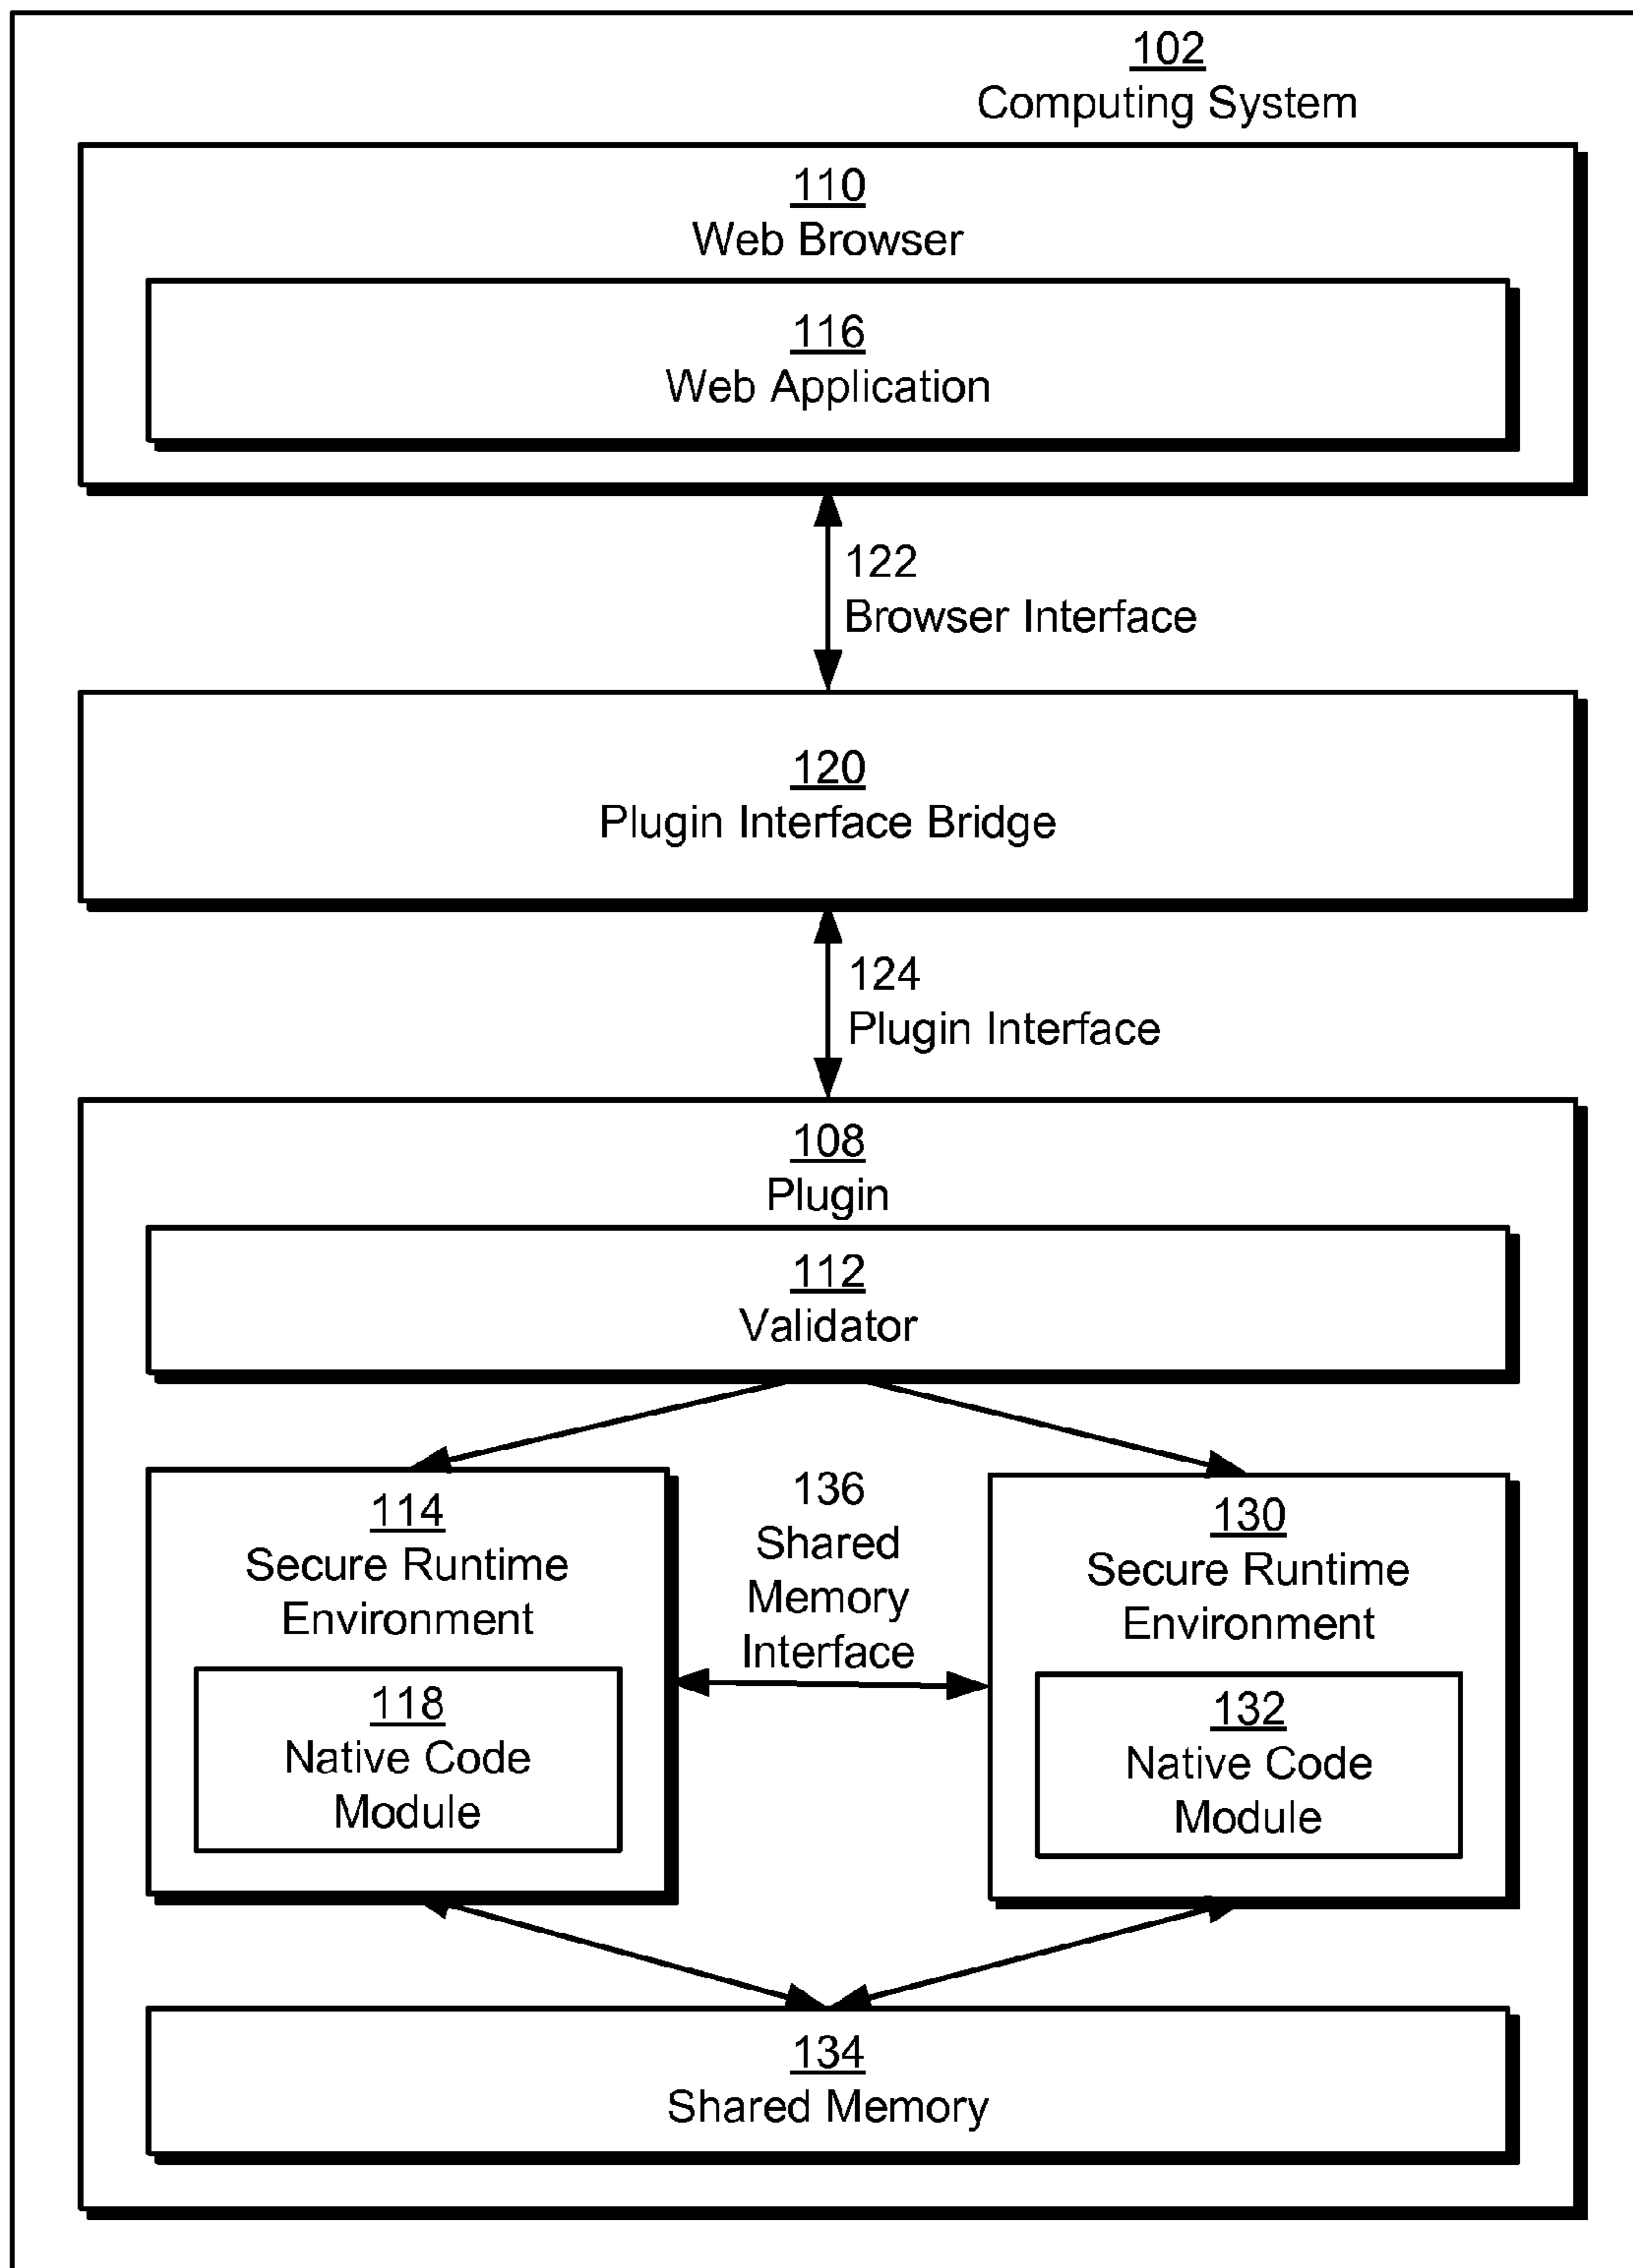 102
Computing System
110
Web Browser
116
Web Application
122
Browser Interface
120
Plugin Interface Bridge
124
Plugin Interface
108
Plugin
112
Validator
114
Secure Runtime
Environment
118
Native Code
Module
136
Shared
Memory
Interface
130
Secure Runtime
Environment
132
Native Code
Module
134
Shared Memory